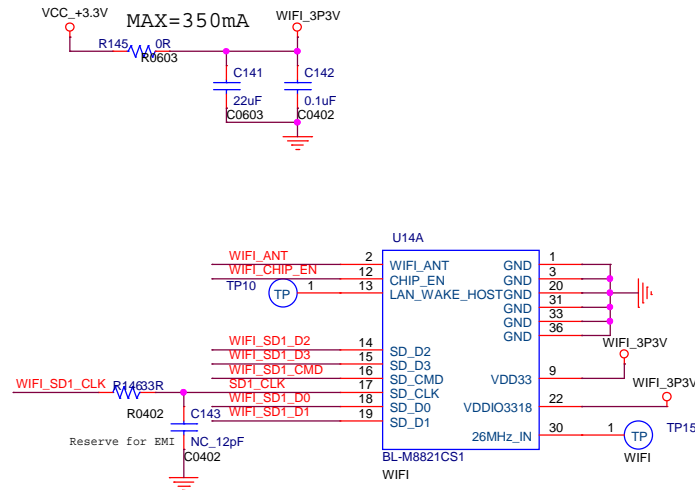 VCC_+3.3V
MAX=350mA
WIFI_3P3V
R145
0R
R0603
C141
C142
22uF
0.1uF
C0603
C0402
U14A
WIFI_ANT
2
WIFI_ANT
GND
1
WIFI_CHIP_EN
12
CHIP_EN
GND
3
TP10
TP
1
13
LAN_WAKE_HOST
GND
20
GND
31
GND
33
GND
36
WIFI_3P3V
WIFI_SD1_D2
14
SD_D2
WIFI_SD1_D3
15
SD_D3
WIFI_SD1_CMD
16
SD_CMD
VDD33
9
WIFI_SD1_CLK
R146
33R
SD1_CLK
17
SD_CLK
WIFI_3P3V
WIFI_SD1_D0
18
SD_D0
VDDIO3318
22
R0402
C143
WIFI_SD1_D1
19
SD_D1
26MHz_IN
30
1
TP
TP15
Reserve for EMI
NC_12pF
C0402
BL-M8821CS1
WIFI
WIFI